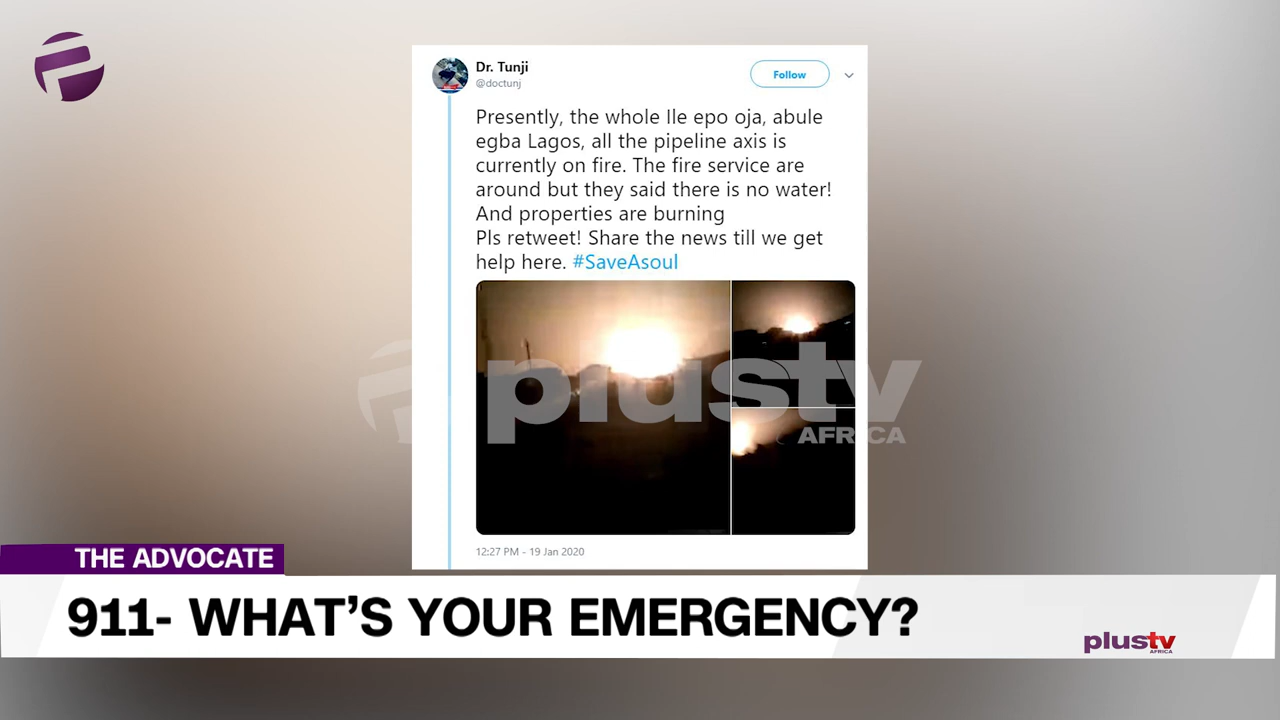 Dr. Tunji
@doctunj
Follow
Presently, the whole Ile epo oja, abule
egba Lagos, all the pipeline axis is
currently on fire. The fire service are
around but they said there is no water!
And properties are burning
Pls retweet! Share the news till we get
help here. #SaveAsoul
plustv
AFRICA
12:27 PM - 19 Jan 2020
THE ADVOCATE
911- WHAT'S YOUR EMERGENCY?
plustv
AFRICA